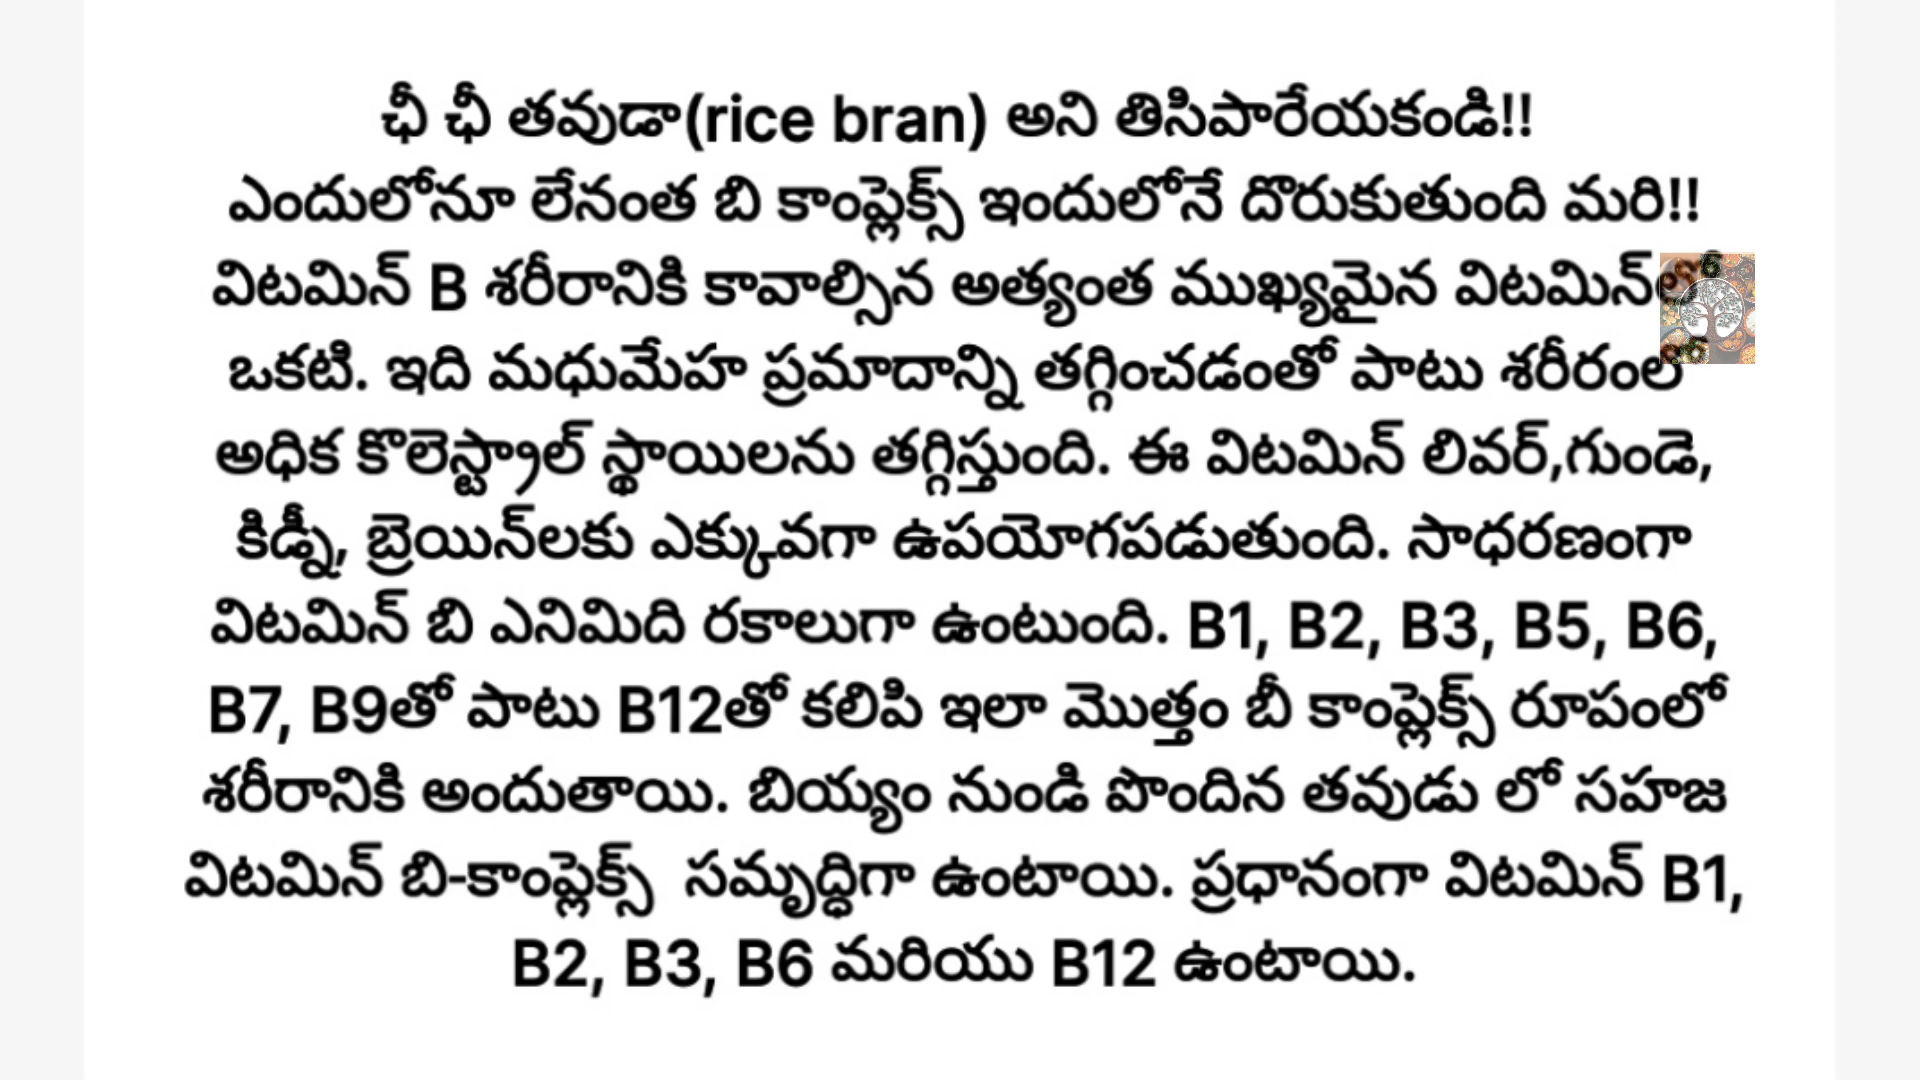 ఛీ ఛీ తవుడా(rice bran) అని తిసిపారేయకండి!!
ఎందులోనూ లేనంత బి కాంప్లెక్స్ ఇందులోనే దొరుకుతుంది మరి!!
విటమిన్ B శరీరానికి కావాల్సిన అత్యంత ముఖ్యమైన
ఒకటి. ఇది మధుమేహ ప్రమాదాన్ని తగ్గించడంతో పాటు
అధిక కొలెస్ట్రాల్ స్థాయిలను తగ్గిస్తుంది. ఈ విటమిన్ లివర్,గుండె,
కిడ్నీ, బ్రెయిన్‌లకు ఎక్కువగా ఉపయోగపడుతుంది. సాధరణంగా
విటమిన్ బి ఎనిమిది రకాలుగా ఉంటుంది. B1, B2, B3, B5, B6,
B7, B9తో పాటు B12తో కలిపి ఇలా మొత్తం బీ కాంప్లెక్స్ రూపంలో
శరీరానికి అందుతాయి. బియ్యం నుండి పొందిన తవుడు లో సహజ
విటమిన్ బి-కాంప్లెక్స్ సమృద్ధిగా ఉంటాయి. ప్రధానంగా విటమిన్ B1,
B2, B3, B6 మరియు B12 ఉంటాయి.